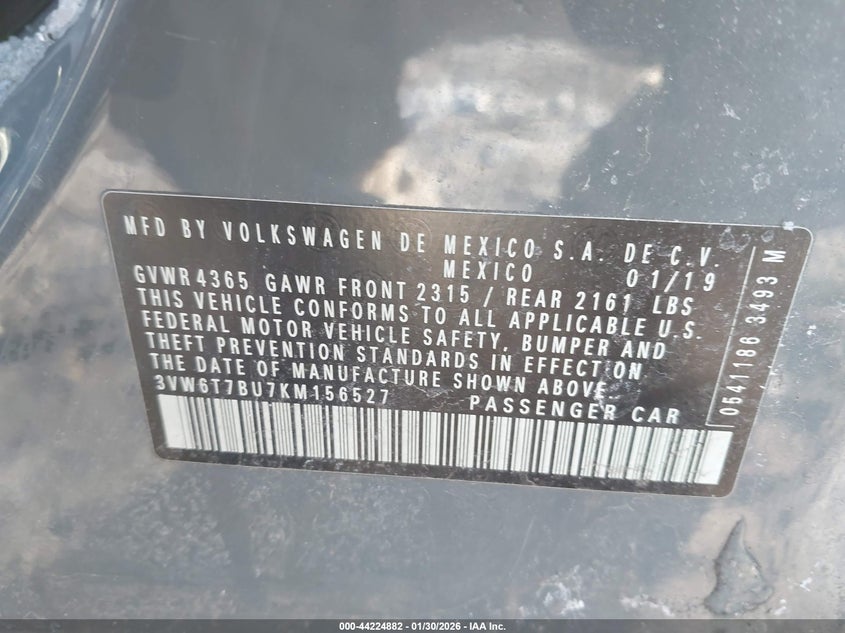 MFD BY VOLKSWAGEN DE MEXICO S.A. DE C.V.
MEXICO 01/19
GVWR 4365 GAWR FRONT 2315 / REAR 2161 LBS
THIS VEHICLE CONFORMS TO ALL APPLICABLE U.S.
FEDERAL MOTOR VEHICLE SAFETY, BUMPER AND
THEFT PREVENTION STANDARDS IN EFFECT ON
THE DATE OF MANUFACTURE SHOWN ABOVE.
3VW6T7BU7KM156527 PASSENGER CAR
0541186 3493 M
000-44224882 - 01/30/2026 - IAA Inc.